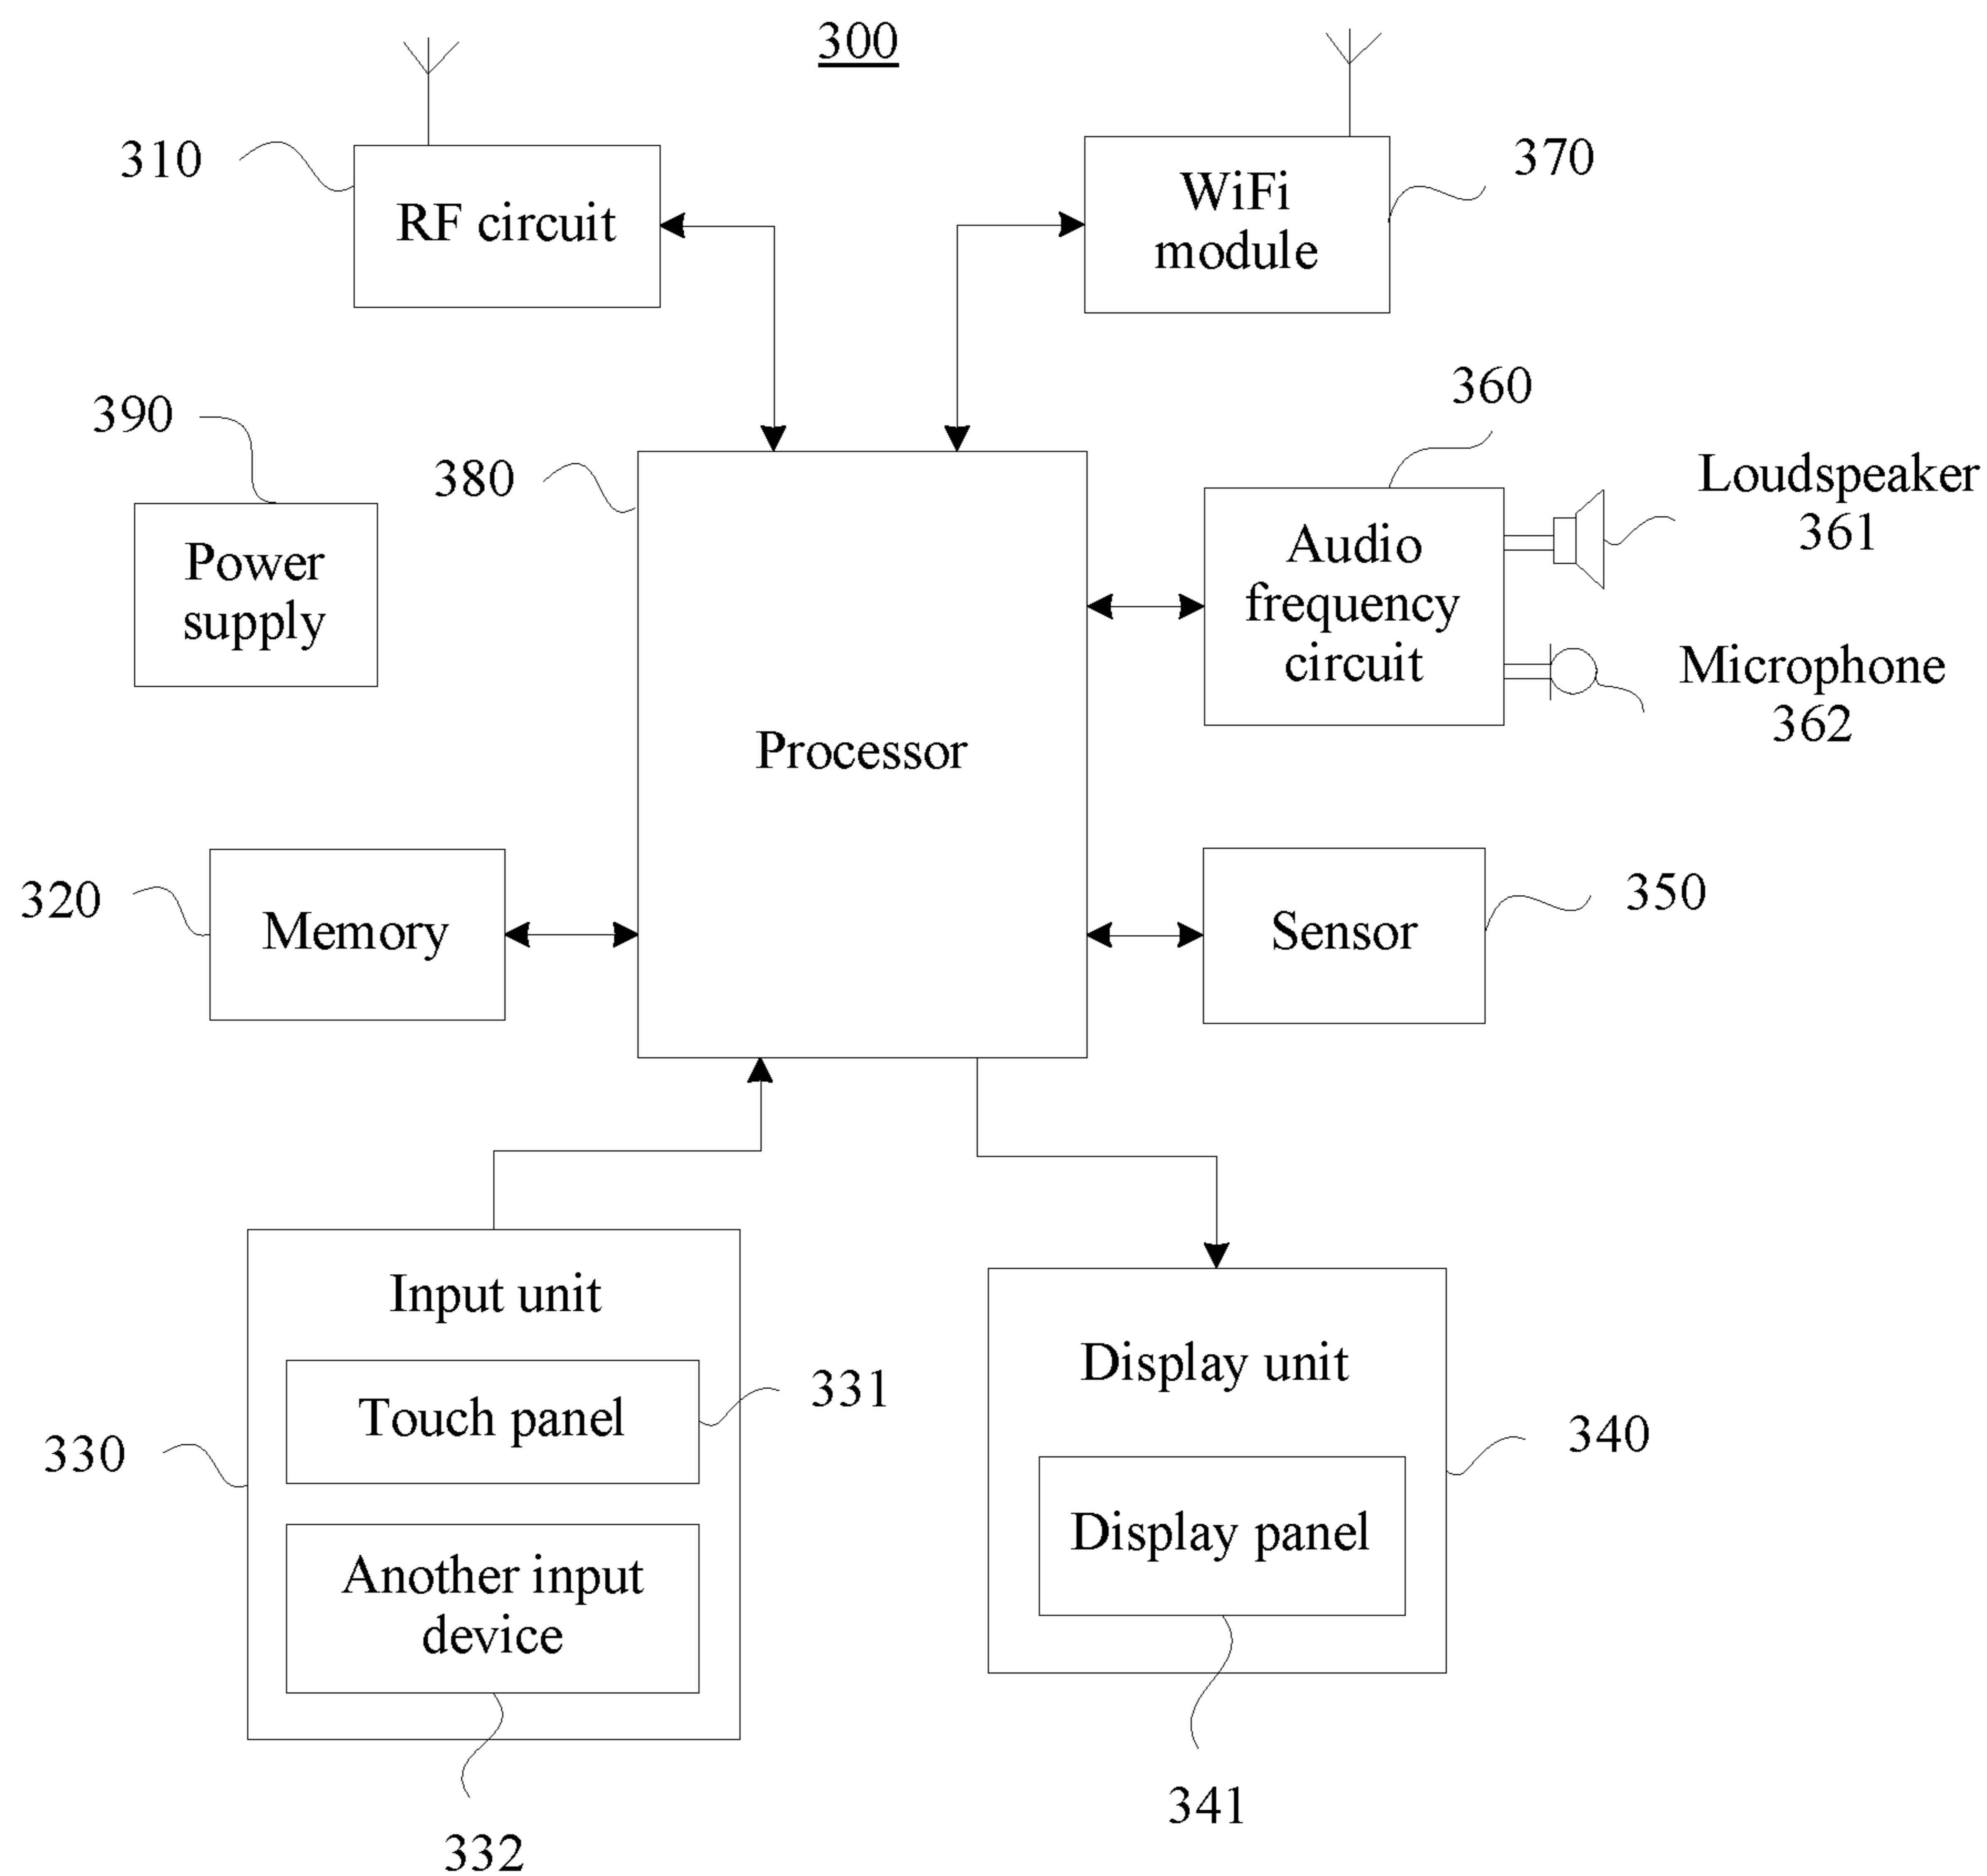 300
310
RF circuit
WiFi
module
370
390
Power
supply
380
Processor
360
Audio
frequency
circuit
Loudspeaker
361
Microphone
362
320
Memory
Sensor
350
Input unit
Touch panel
331
330
Another input
device
332
Display unit
340
Display panel
341